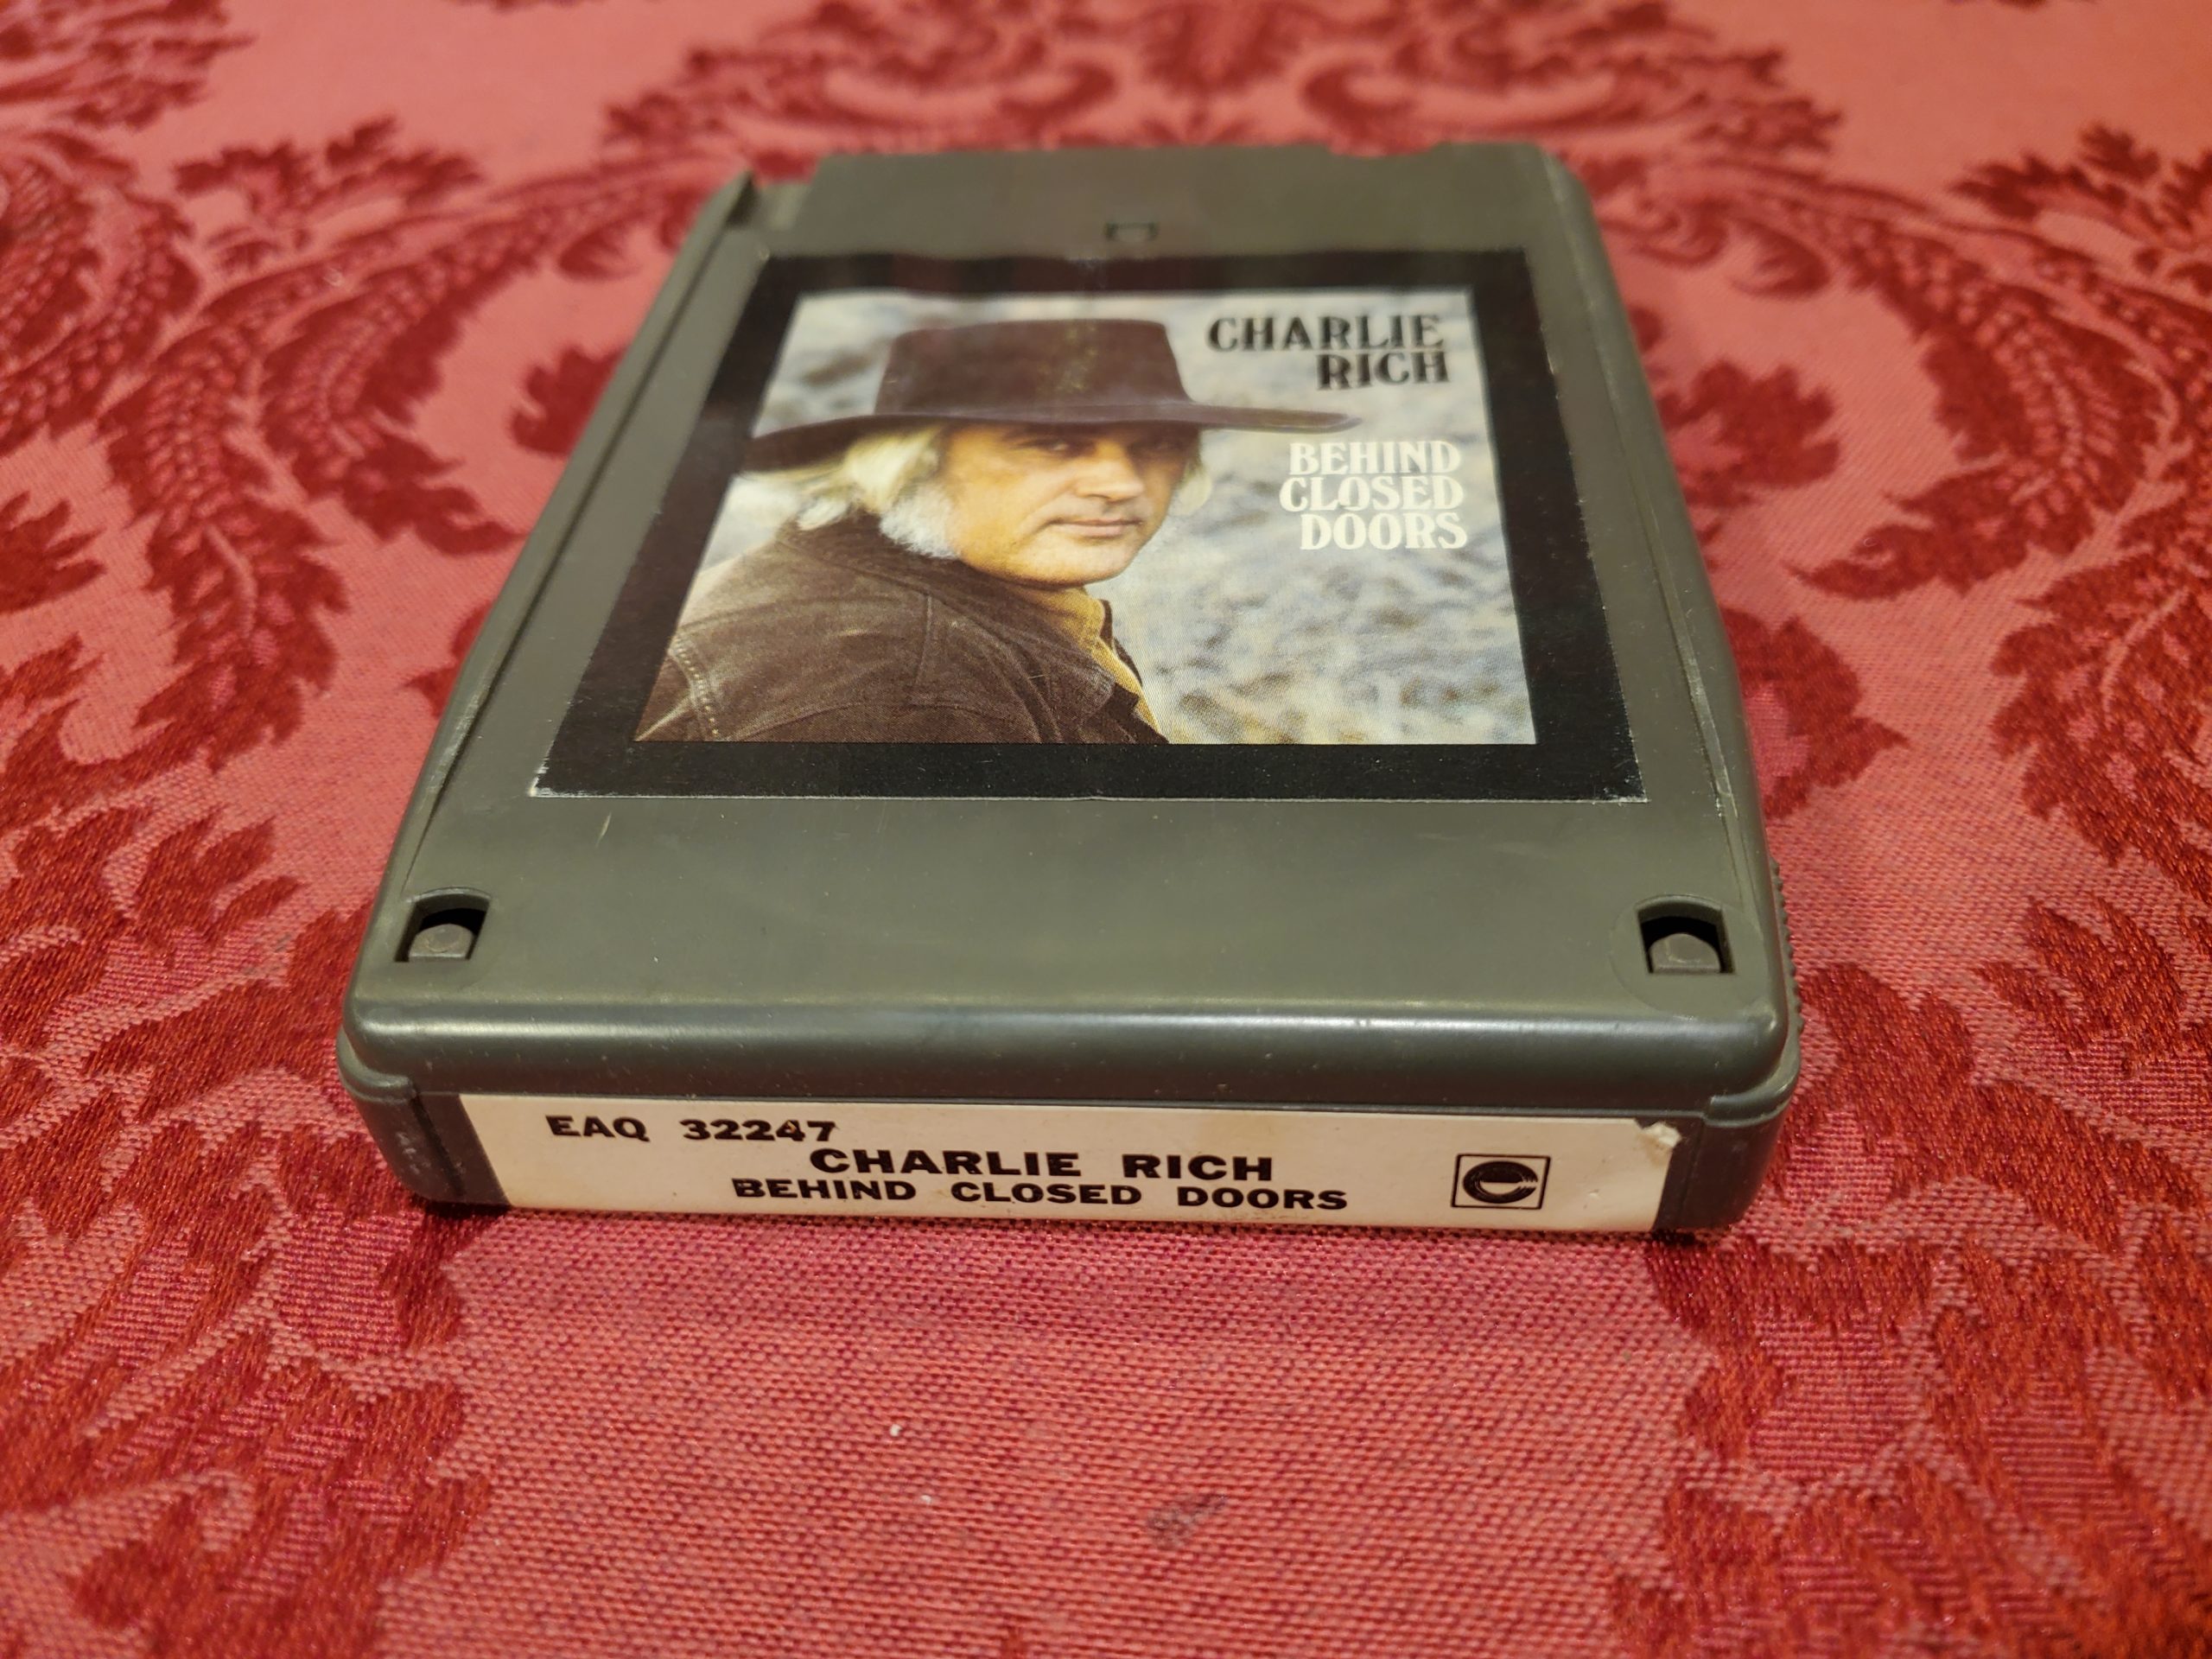 CHARLIE
RICH
BEHIND
CLOSED
DOORS
EAQ 32247
CHARLIE RICH
BEHIND CLOSED DOORS